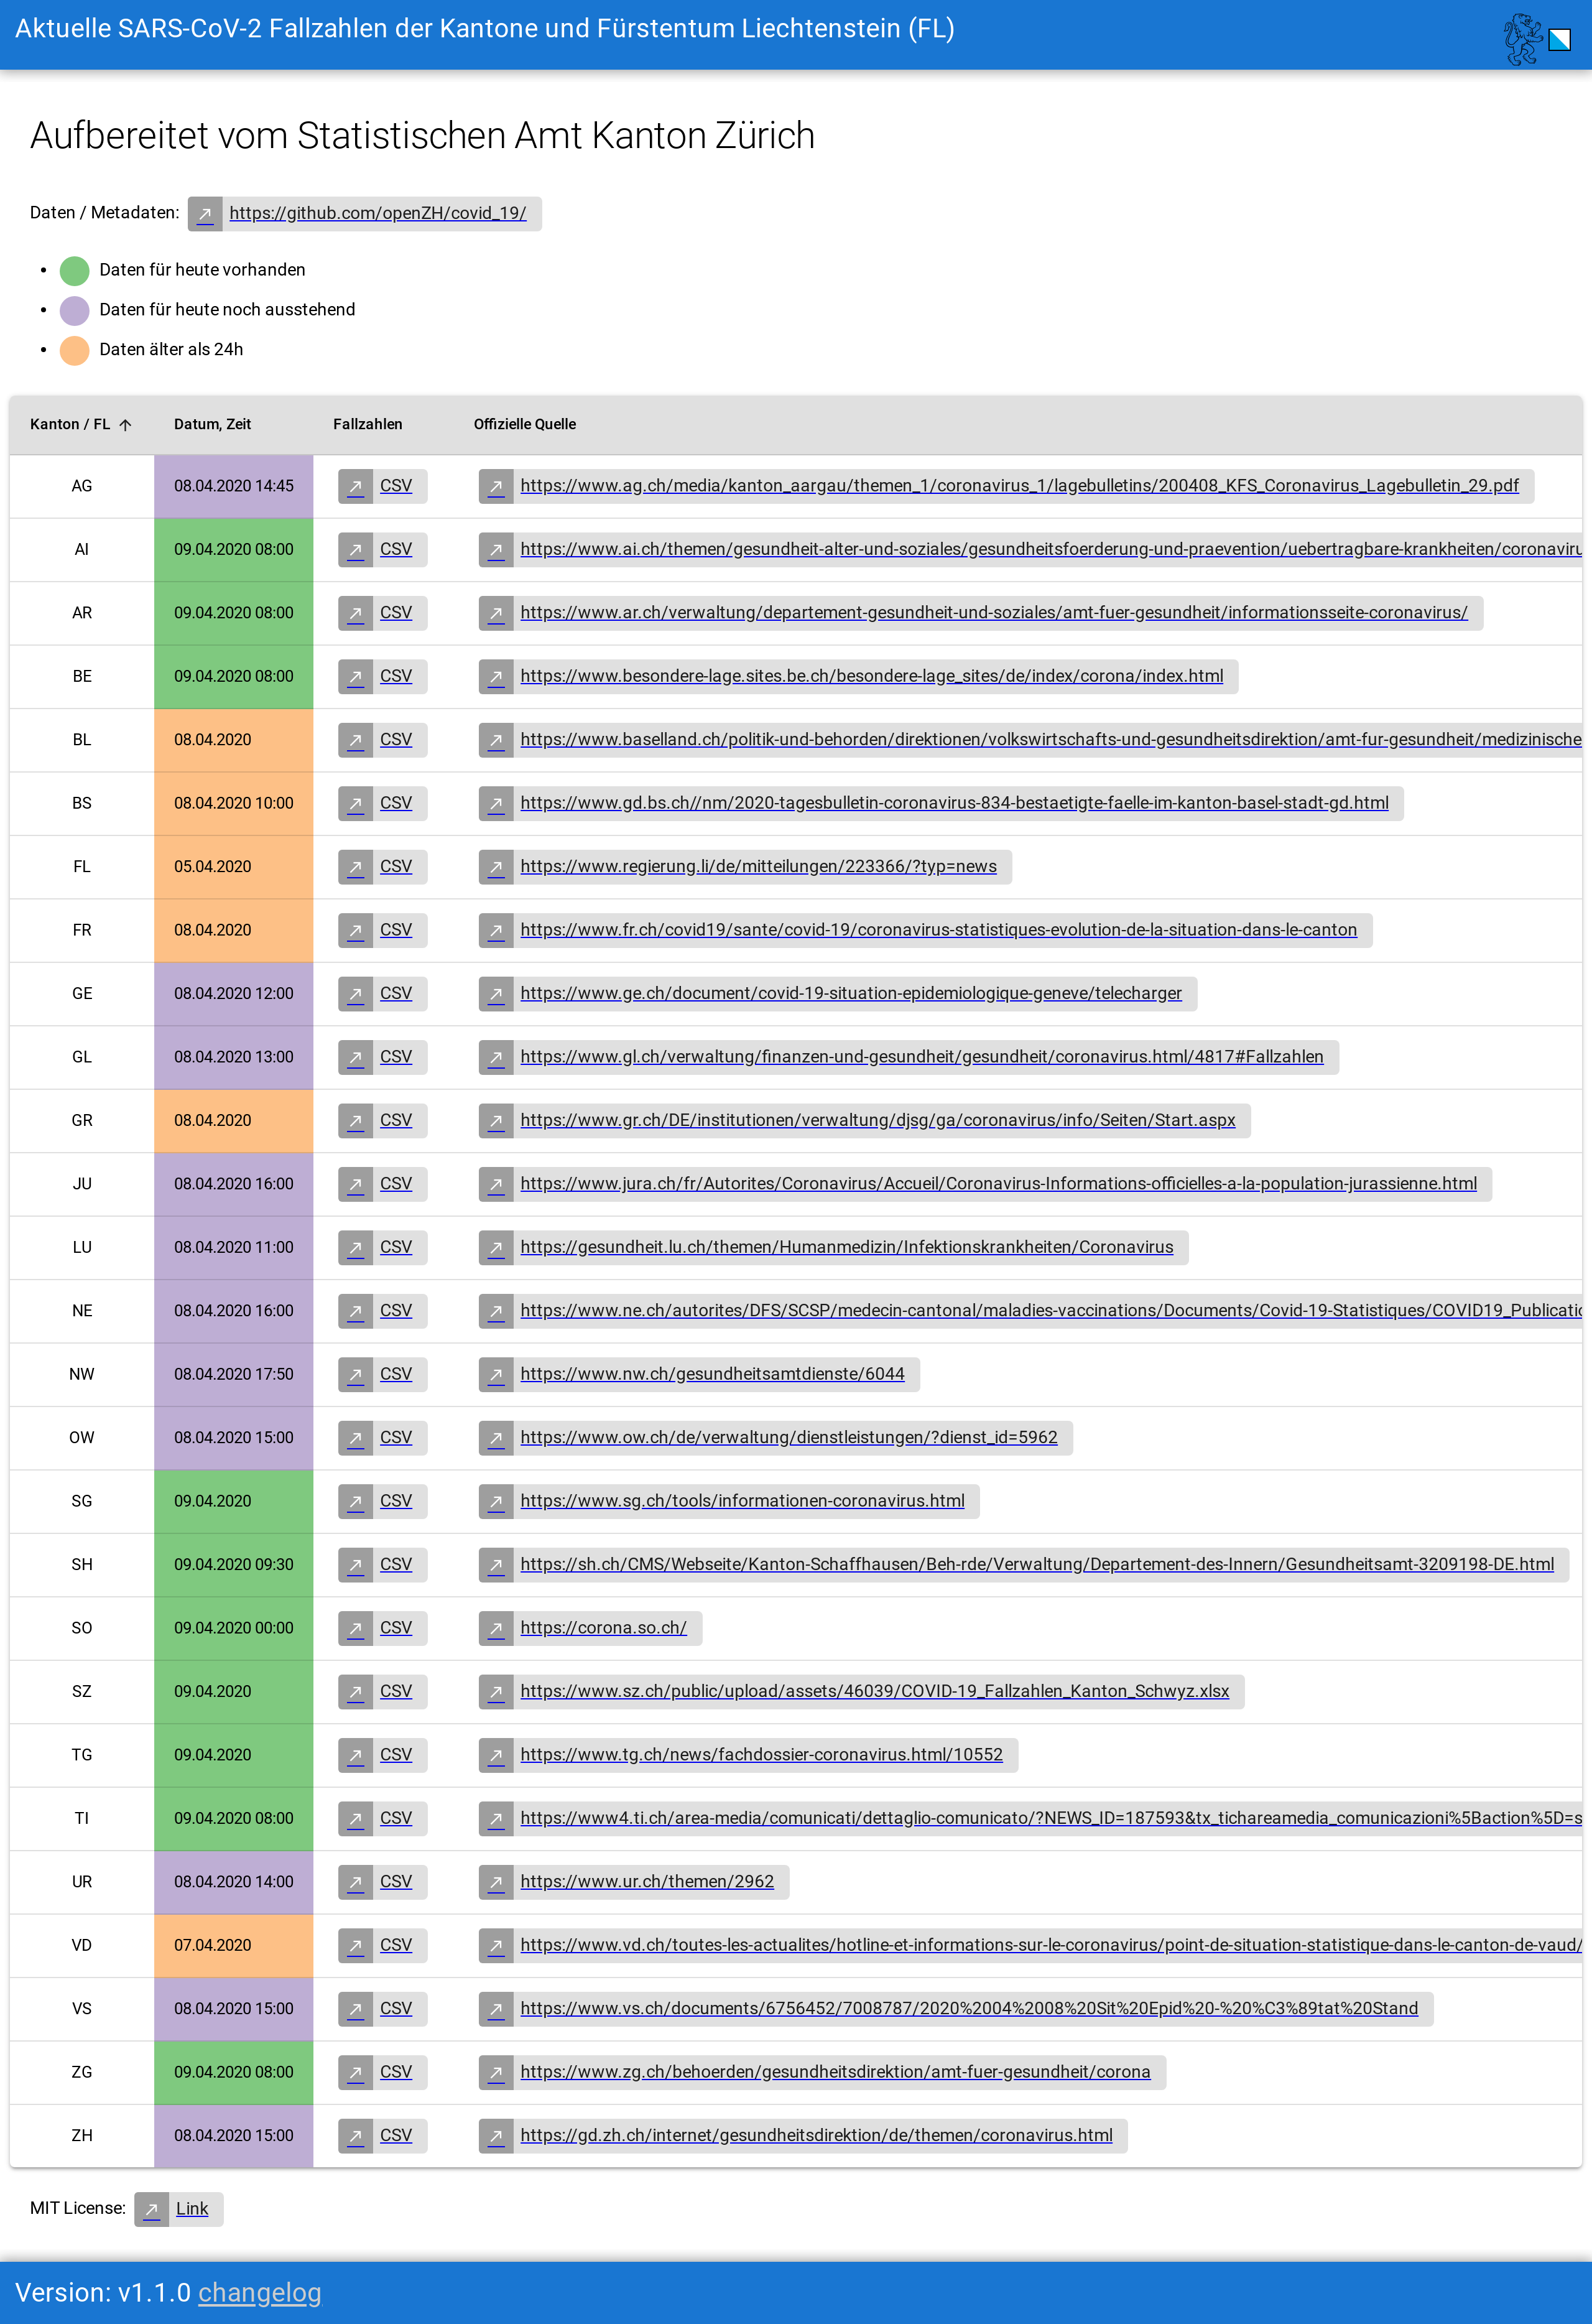 Aktuelle SARS-CoV-2 Fallzahlen der Kantone und Fürstentum Liechtenstein (FL)
Aufbereitet vom Statistischen Amt Kanton Zürich
Daten / Metadaten: https://github.com/openZH/covid_19/
Daten für heute vorhanden
Daten für heute noch ausstehend
Daten älter als 24h
Kanton / FL Datum, Zeit Fallzahlen Offizielle Quelle
AG 08.04.2020 14:45 CSV https://www.ag.ch/media/kanton_aargau/themen_1/coronavirus_1/lagebulletins/200408_KFS_Coronavirus_Lagebulletin_29.pdf
AI 09.04.2020 08:00 CSV https://www.ai.ch/themen/gesundheit-alter-und-soziales/gesundheitsfoerderung-und-praevention/uebertragbare-krankheiten/coronaviru
AR 09.04.2020 08:00 CSV https://www.ar.ch/verwaltung/departement-gesundheit-und-soziales/amt-fuer-gesundheit/informationsseite-coronavirus/
BE 09.04.2020 08:00 CSV https://www.besondere-lage.sites.be.ch/besondere-lage_sites/de/index/corona/index.html
BL 08.04.2020 CSV https://www.baselland.ch/politik-und-behorden/direktionen/volkswirtschafts-und-gesundheitsdirektion/amt-fur-gesundheit/medizinische
BS 08.04.2020 10:00 CSV https://www.gd.bs.ch//nm/2020-tagesbulletin-coronavirus-834-bestaetigte-faelle-im-kanton-basel-stadt-gd.html
FL 05.04.2020 CSV https://www.regierung.li/de/mitteilungen/223366/?typ=news
FR 08.04.2020 CSV https://www.fr.ch/covid19/sante/covid-19/coronavirus-statistiques-evolution-de-la-situation-dans-le-canton
GE 08.04.2020 12:00 CSV https://www.ge.ch/document/covid-19-situation-epidemiologique-geneve/telecharger
GL 08.04.2020 13:00 CSV https://www.gl.ch/verwaltung/finanzen-und-gesundheit/gesundheit/coronavirus.html/4817#Fallzahlen
GR 08.04.2020 CSV https://www.gr.ch/DE/institutionen/verwaltung/djsg/ga/coronavirus/info/Seiten/Start.aspx
JU 08.04.2020 16:00 CSV https://www.jura.ch/fr/Autorites/Coronavirus/Accueil/Coronavirus-Informations-officielles-a-la-population-jurassienne.html
LU 08.04.2020 11:00 CSV https://gesundheit.lu.ch/themen/Humanmedizin/Infektionskrankheiten/Coronavirus
NE 08.04.2020 16:00 CSV https://www.ne.ch/autorites/DFS/SCSP/medecin-cantonal/maladies-vaccinations/Documents/Covid-19-Statistiques/COVID19_Publicatio
NW 08.04.2020 17:50 CSV https://www.nw.ch/gesundheitsamtdienste/6044
OW 08.04.2020 15:00 CSV https://www.ow.ch/de/verwaltung/dienstleistungen/?dienst_id=5962
SG 09.04.2020 CSV https://www.sg.ch/tools/informationen-coronavirus.html
SH 09.04.2020 09:30 CSV https://sh.ch/CMS/Webseite/Kanton-Schaffhausen/Beh-rde/Verwaltung/Departement-des-Innern/Gesundheitsamt-3209198-DE.html
SO 09.04.2020 00:00 CSV https://corona.so.ch/
SZ 09.04.2020 CSV https://www.sz.ch/public/upload/assets/46039/COVID-19_Fallzahlen_Kanton_Schwyz.xlsx
TG 09.04.2020 CSV https://www.tg.ch/news/fachdossier-coronavirus.html/10552
TI 09.04.2020 08:00 CSV https://www4.ti.ch/area-media/comunicati/dettaglio-comunicato/?NEWS_ID=187593&tx_tichareamedia_comunicazioni%5Baction%5D=s
UR 08.04.2020 14:00 CSV https://www.ur.ch/themen/2962
VD 07.04.2020 CSV https://www.vd.ch/toutes-les-actualites/hotline-et-informations-sur-le-coronavirus/point-de-situation-statistique-dans-le-canton-de-vaud/
VS 08.04.2020 15:00 CSV https://www.vs.ch/documents/6756452/7008787/2020%2004%2008%20Sit%20Epid%20-%20%C3%89tat%20Stand
ZG 09.04.2020 08:00 CSV https://www.zg.ch/behoerden/gesundheitsdirektion/amt-fuer-gesundheit/corona
ZH 08.04.2020 15:00 CSV https://gd.zh.ch/internet/gesundheitsdirektion/de/themen/coronavirus.html
MIT License: Link
Version: v1.1.0 changelog